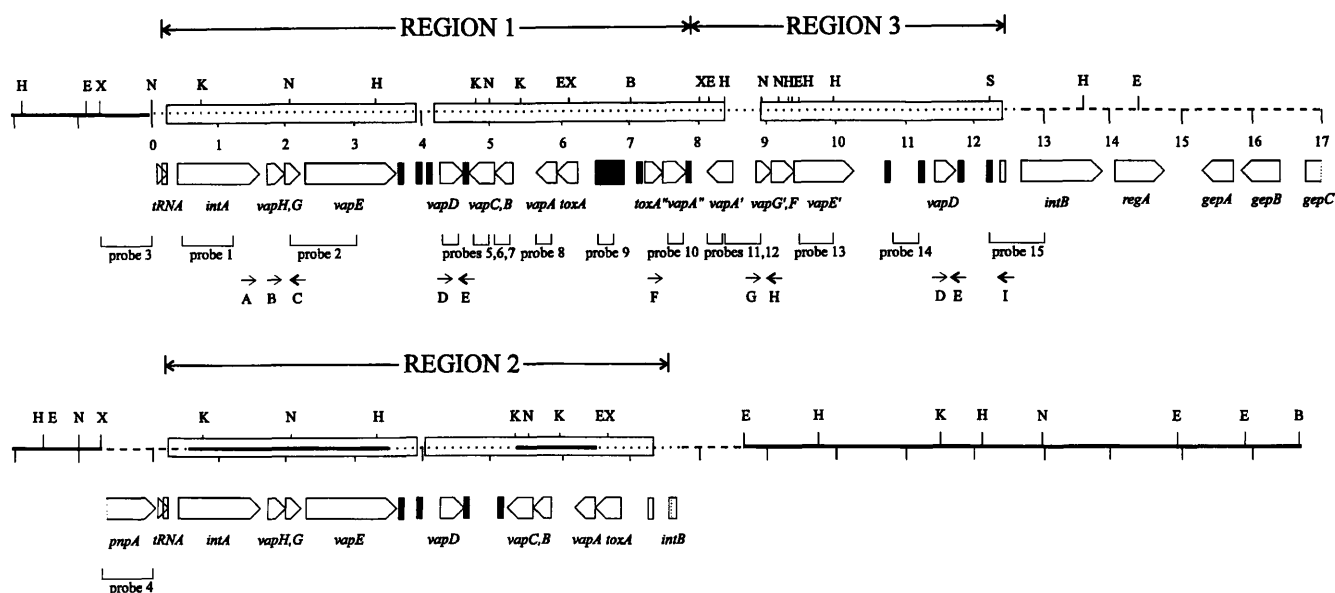 REGION 1 REGION 3
H E X N K N H K N K EX B X E H N N H E H H S H E
0 1 2 3 4 5 6 7 8 9 10 11 12 13 14 15 16 17
tRNA intA vapH,G vapE vapD vapC,B vapA toxA toxA" vapA" vapA' vapG',F vapE' vapD intB regA gepA gepB gepC
probe 3 probe 1 probe 2 probes 5,6,7 probe 8 probe 9 probe 10 probes 11,12 probe 13 probe 14 probe 15
A B C D E F G H D E I
REGION 2
H E N X K N H K N K EX E H K H N E E B
pnpA tRNA intA vapH,G vapE vapD vapC,B vapA toxA intB
probe 4